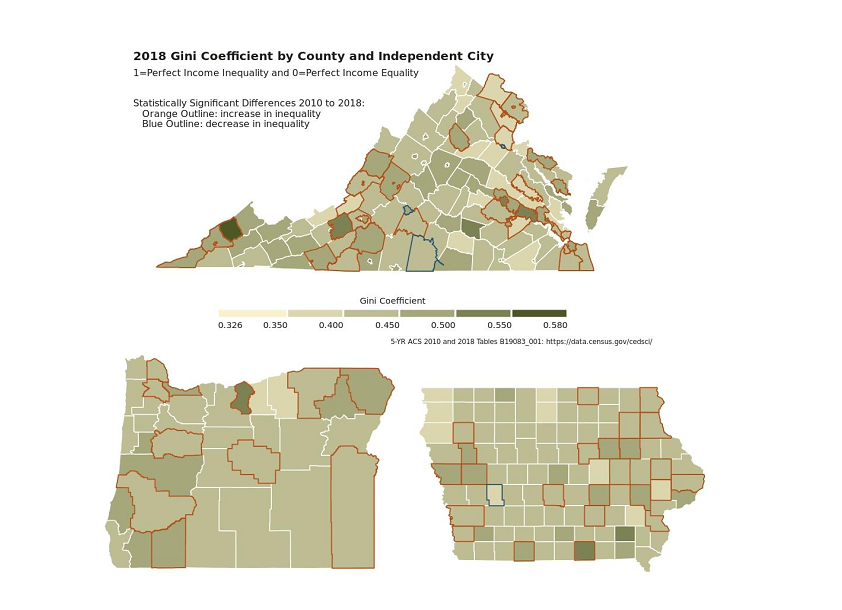 2018 Gini Coefficient by County and Independent City
1=Perfect Income Inequality and 0=Perfect Income Equality
Statistically Significant Differences 2010 to 2018:
Orange Outline: increase in inequality
Blue Outline: decrease in inequality
Gini Coefficient
0.326 0.350 0.400 0.450 0.500 0.550 0.580
5-YR ACS 2010 and 2018 Tables B19083_001: https://data.census.gov/cedsci/